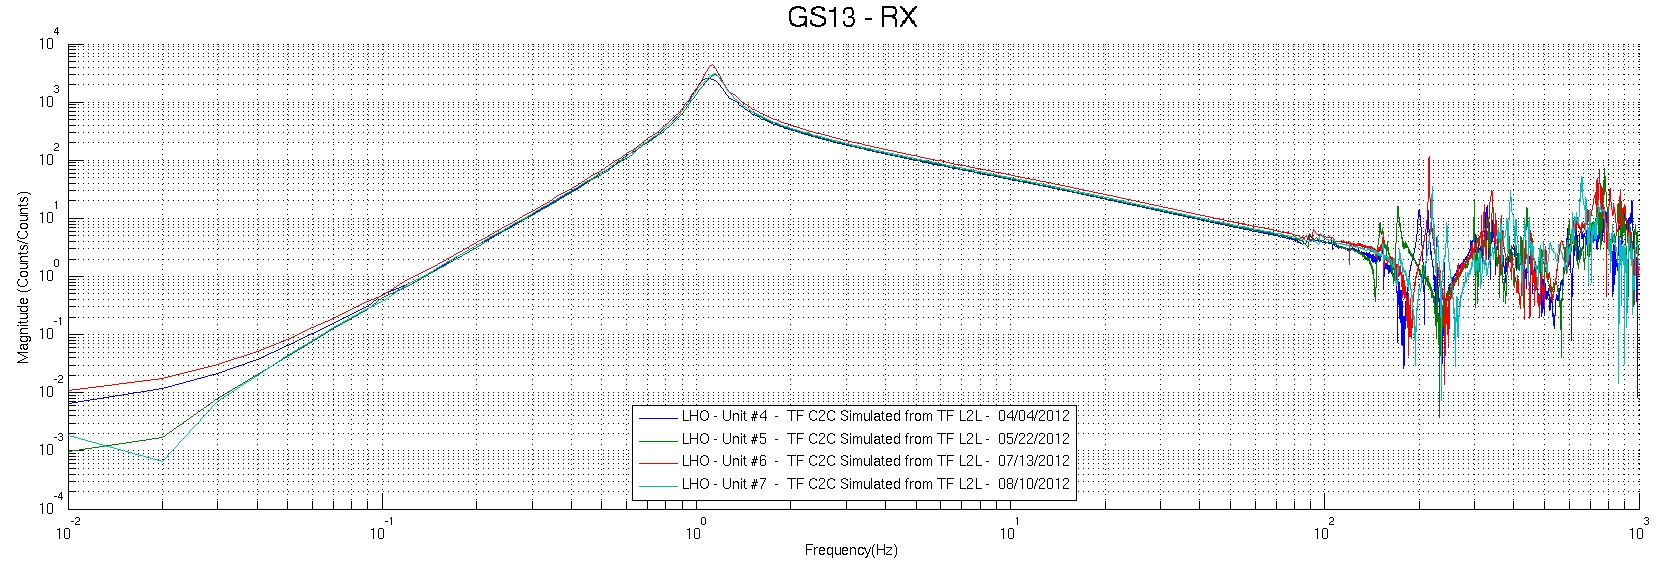 GS13 - RX
Magnitude (Counts/Counts)
10^4
10^3
10^2
10^1
10^0
10^-1
10^-2
10^-3
10^-4
LHO - Unit #4 - TF C2C Simulated from TF L2L - 04/04/2012
LHO - Unit #5 - TF C2C Simulated from TF L2L - 05/22/2012
LHO - Unit #6 - TF C2C Simulated from TF L2L - 07/13/2012
LHO - Unit #7 - TF C2C Simulated from TF L2L - 08/10/2012
10^-2 10^-1 10^0 10^1 10^2 10^3
Frequency(Hz)